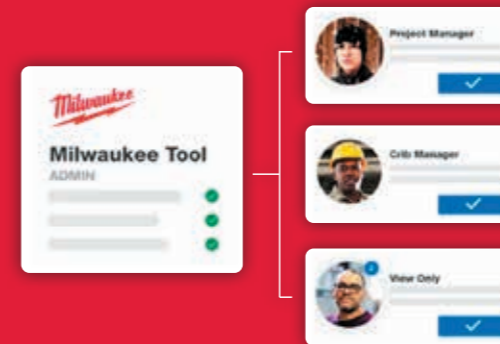 Milwaukee
Milwaukee Tool
ADMIN
Project Manager
Crib Manager
View Only